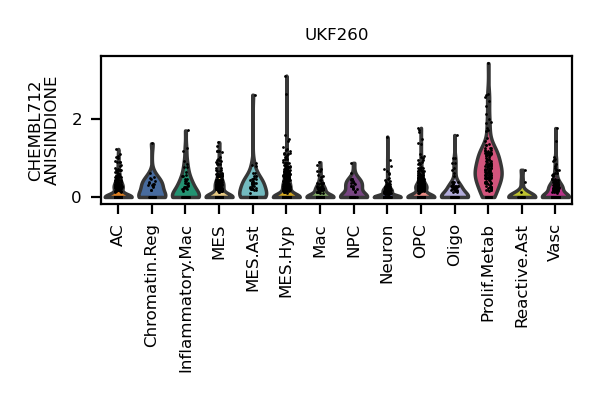 UKF260
CHEMBL712
ANISINDIONE
2
0
AC
Chromatin.Reg
Inflammatory.Mac
MES
MES.Ast
MES.Hyp
Mac
NPC
Neuron
OPC
Oligo
Prolif.Metab
Reactive.Ast
Vasc